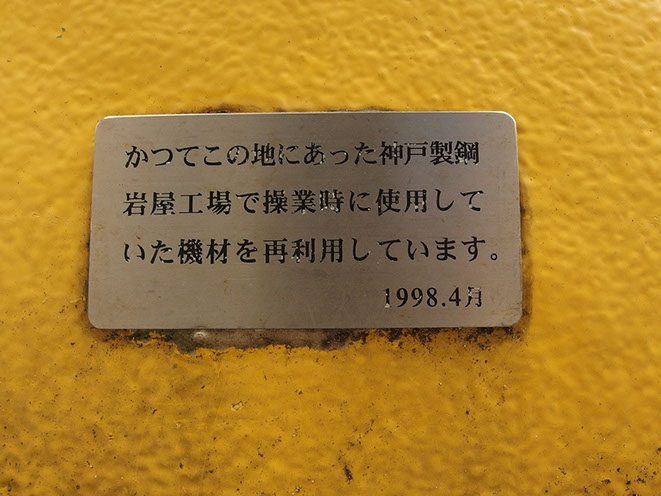 かつてこの地にあった神戸製鋼
岩屋工場で操業時に使用して
いた機材を再利用しています。
1998.4月